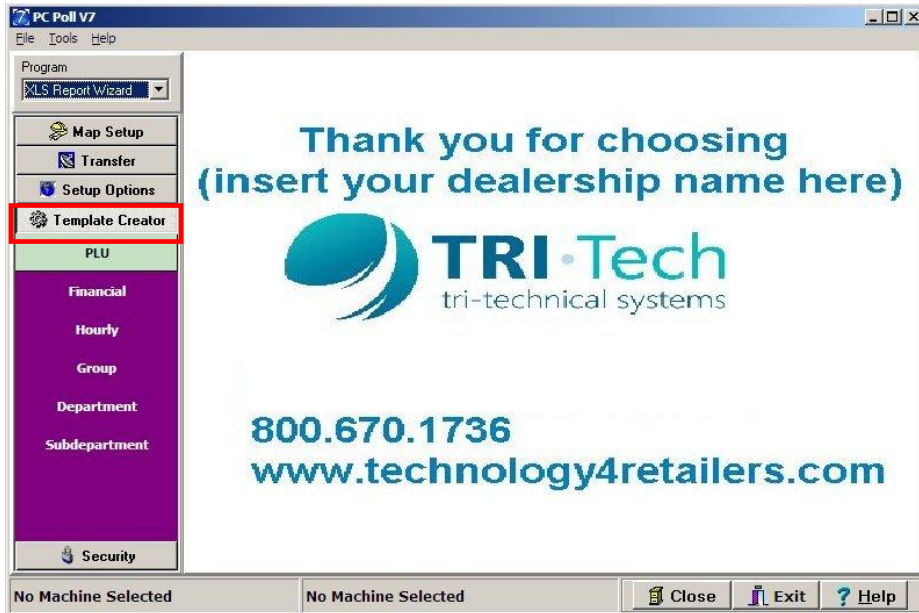 PC Poll V7
File Tools Help
Program
XLS Report Wizard
Map Setup
Transfer
Setup Options
Template Creator
PLU
Financial
Hourly
Group
Department
Subdepartment
Security
Thank you for choosing
(insert your dealership name here)
TRI·Tech
tri-technical systems
800.670.1736
www.technology4retailers.com
No Machine Selected
No Machine Selected
Close
Exit
? Help